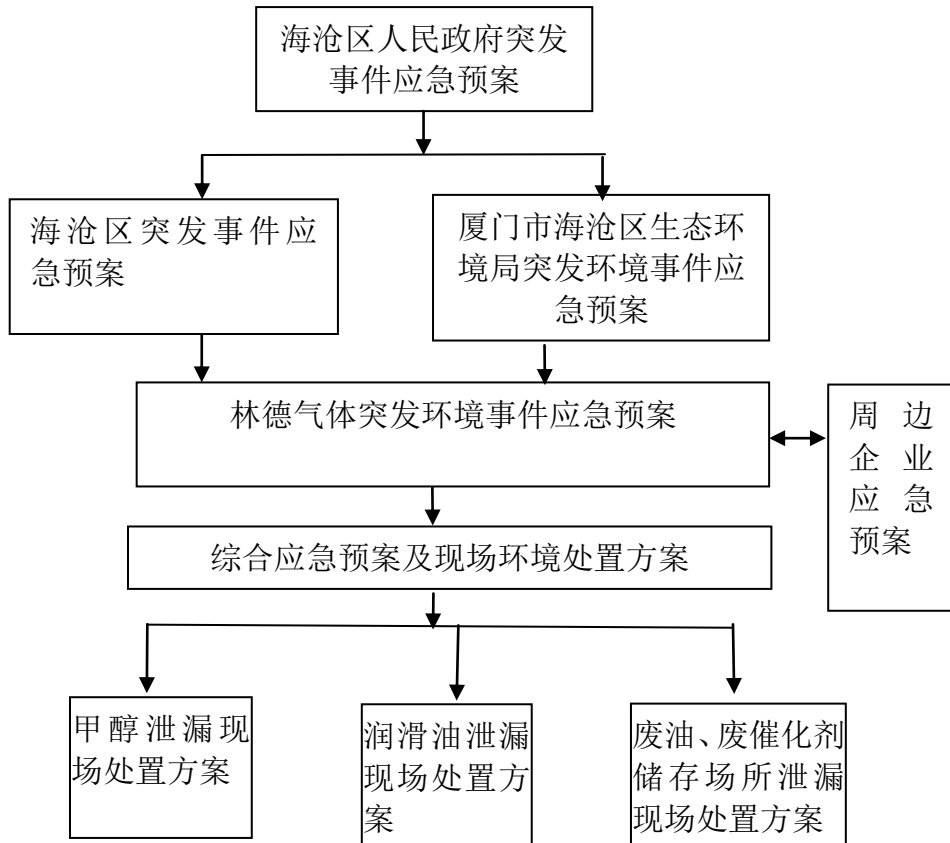 海沧区人民政府突发
事件应急预案
海沧区突发事件应
急预案
厦门市海沧区生态环
境局突发环境事件应
急预案
林德气体突发环境事件应急预案
周边
企业
应急
预案
综合应急预案及现场环境处置方案
甲醇泄漏现
场处置方案
润滑油泄漏
现场处置方
案
废油、废催化剂
储存场所泄漏
现场处置方案